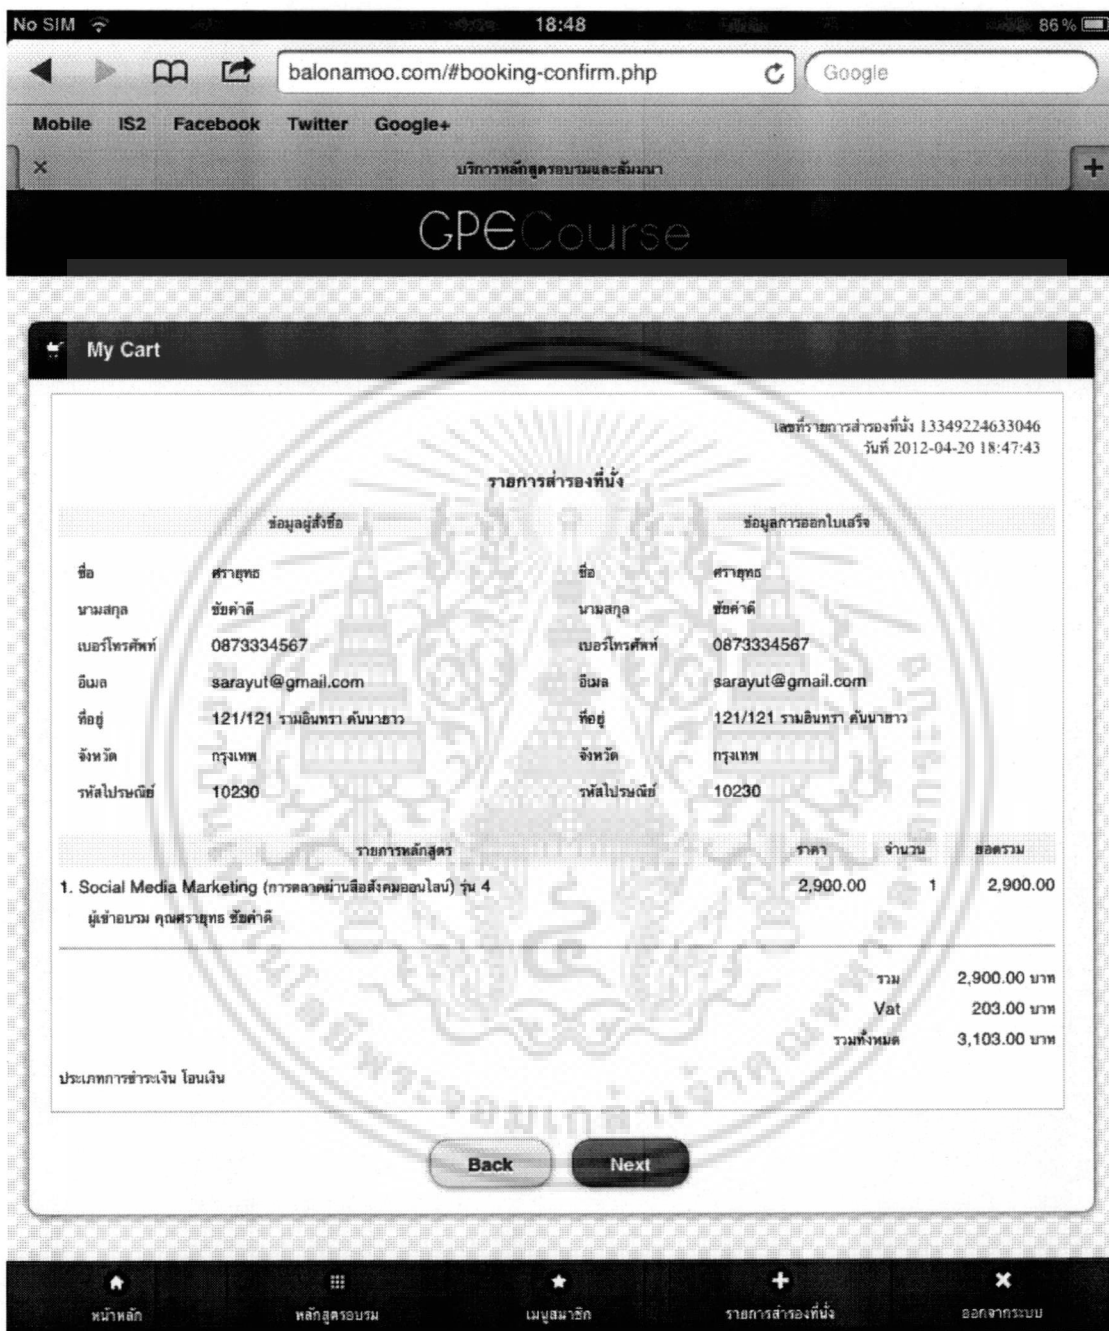 No SIM 18:48 86 %
balonamoo.com/#booking-confirm.php Google
Mobile IS2 Facebook Twitter Google+
บริการหลักสูตรอบรมและสัมมนา
GPECourse
My Cart
เลขที่รายการสำรองที่นั่ง 13349224633046
วันที่ 2012-04-20 18:47:43
รายการสำรองที่นั่ง
ข้อมูลผู้สั่งซื้อ ข้อมูลการออกใบเสร็จ
ชื่อ ศรายุทธ ชื่อ ศรายุทธ
นามสกุล ชัยคำดี นามสกุล ชัยคำดี
เบอร์โทรศัพท์ 0873334567 เบอร์โทรศัพท์ 0873334567
อีเมล sarayut@gmail.com อีเมล sarayut@gmail.com
ที่อยู่ 121/121 รามอินทรา คันนายาว ที่อยู่ 121/121 รามอินทรา คันนายาว
จังหวัด กรุงเทพ จังหวัด กรุงเทพ
รหัสไปรษณีย์ 10230 รหัสไปรษณีย์ 10230
รายการหลักสูตร ราคา จำนวน ยอดรวม
1. Social Media Marketing (การตลาดผ่านสื่อสังคมออนไลน์) รุ่น 4 2,900.00 1 2,900.00
ผู้เข้าอบรม คุณศรายุทธ ชัยคำดี
รวม 2,900.00 บาท
Vat 203.00 บาท
รวมทั้งหมด 3,103.00 บาท
ประเภทการชำระเงิน โอนเงิน
Back Next
หน้าหลัก หลักสูตรอบรม เมนูสมาชิก รายการสำรองที่นั่ง ออกจากระบบ